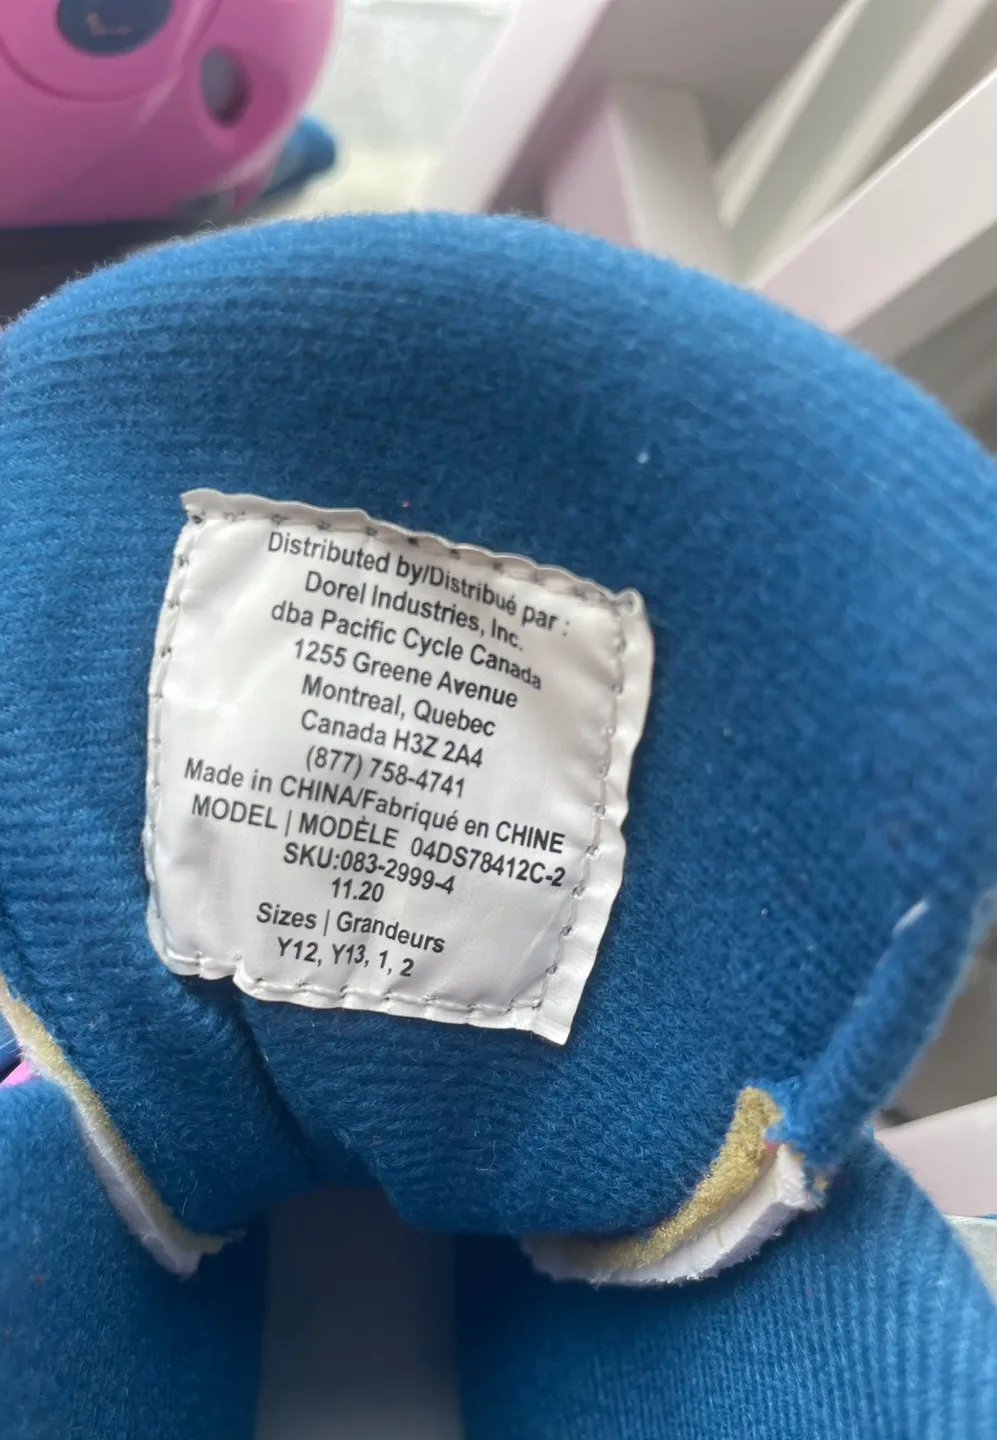 Distributed by/Distribué par :
Dorel Industries, Inc.
dba Pacific Cycle Canada
1255 Greene Avenue
Montreal, Quebec
Canada H3Z 2A4
(877) 758-4741
Made in CHINA/Fabriqué en CHINE
MODEL | MODÈLE 04DS78412C-2
SKU:083-2999-4
11.20
Sizes | Grandeurs
Y12, Y13, 1, 2